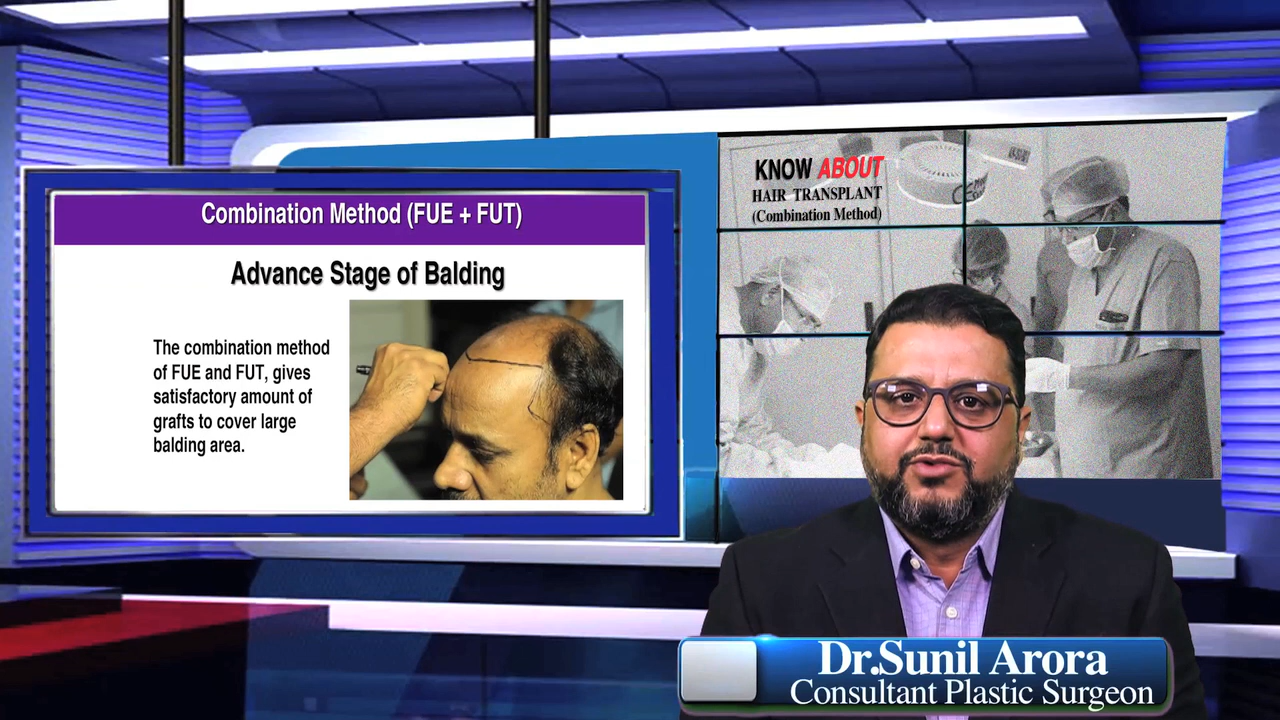 Combination Method (FUE + FUT)
Advance Stage of Balding
The combination method
of FUE and FUT, gives
satisfactory amount of
grafts to cover large
balding area.
KNOW ABOUT
HAIR TRANSPLANT
(Combination Method)
Dr.Sunil Arora
Consultant Plastic Surgeon